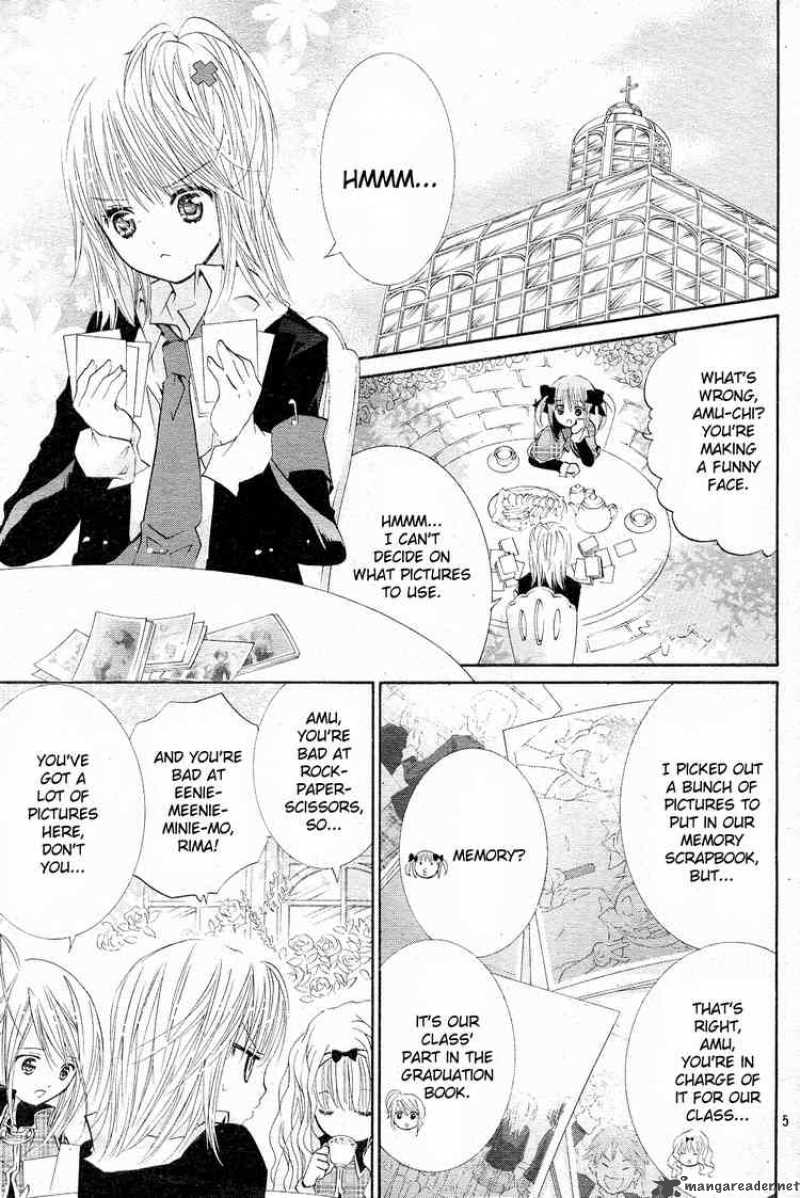 HMMM...
WHAT'S
WRONG,
AMU-CHI?
YOU'RE
MAKING
A FUNNY
FACE.
HMMM...
I CAN'T
DECIDE ON
WHAT PICTURES
TO USE.
I PICKED OUT
A BUNCH OF
PICTURES TO
PUT IN OUR
MEMORY
SCRAPBOOK,
BUT...
MEMORY?
THAT'S
RIGHT,
AMU,
YOU'RE IN
CHARGE OF
IT FOR OUR
CLASS...
IT'S OUR
CLASS'
PART IN THE
GRADUATION
BOOK.
AMU,
YOU'RE
BAD AT
ROCK-
PAPER-
SCISSORS,
SO...
AND YOU'RE
BAD AT
EENIE-
MEENIE-
MINIE-MO,
RIMA!
YOU'VE
GOT A
LOT OF
PICTURES
HERE,
DON'T
YOU...
5
mangareader.net